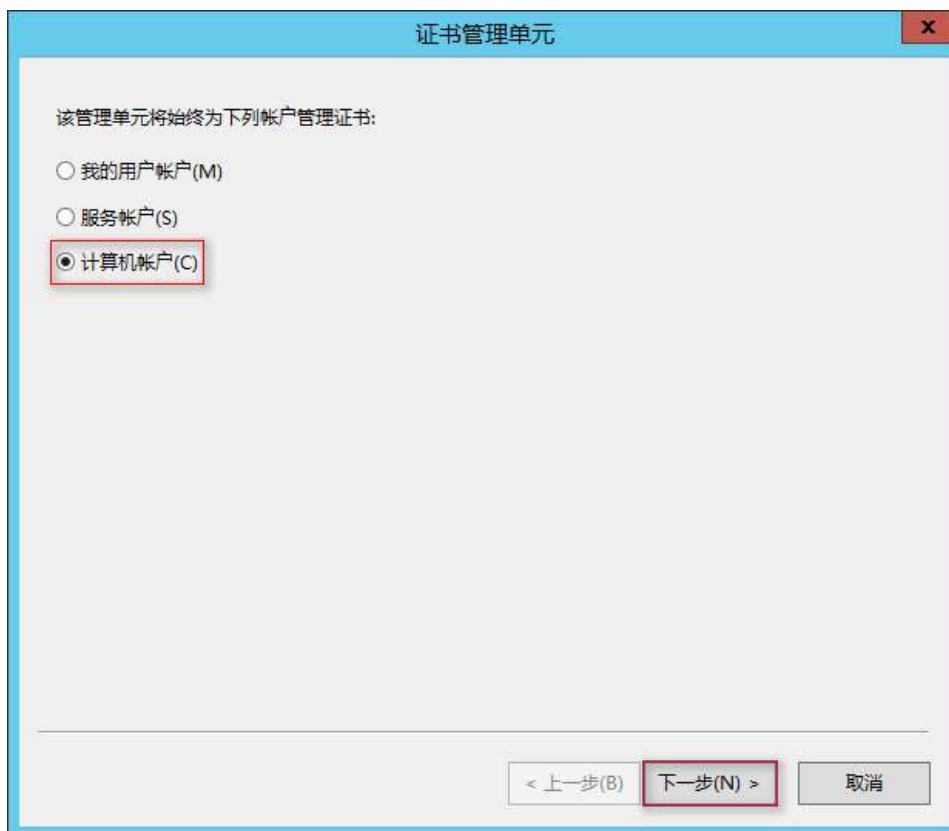 证书管理单元
x
该管理单元将始终为下列帐户管理证书:
我的用户帐户(M)
服务帐户(S)
计算机帐户(C)
< 上一步(B) 下一步(N) > 取消